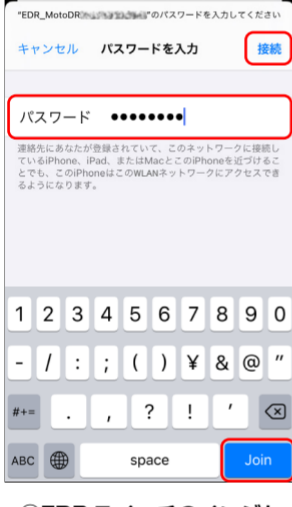 "EDR_MotoDR "のパスワードを入力してください
キャンセル パスワードを入力 接続
パスワード ●●●●●●●●
連絡先にあなたが登録されていて、このネットワークに接続し
ているiPhone、iPad、またはMacとこのiPhoneを近づけるこ
とでも、このiPhoneはこのWLANネットワークにアクセスでき
るようになります。
1 2 3 4 5 6 7 8 9 0
- / : ; ( ) ¥ & @ "
#+= . , ? ! '
ABC space Join